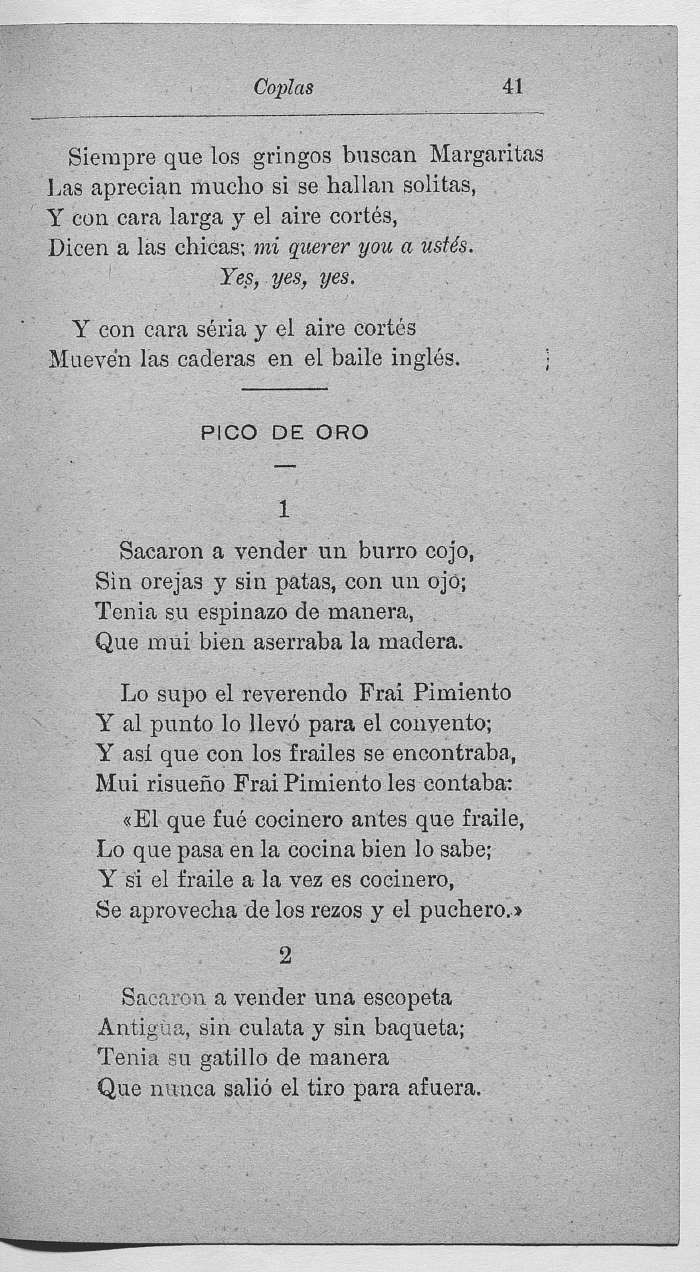 Coplas 41
Siempre que los gringos buscan Margaritas
Las aprecian mucho si se hallan solitas,
Y con cara larga y el aire cortés,
Dicen a las chicas; mi querer you a ustés.
Yes, yes, yes.
Y con cara séria y el aire cortés
Mueven las caderas en el baile inglés.
PICO DE ORO
1
Sacaron a vender un burro cojo,
Sin orejas y sin patas, con un ojo;
Tenia su espinazo de manera,
Que mui bien aserraba la madera.
Lo supo el reverendo Frai Pimiento
Y al punto lo llevó para el convento;
Y así que con los frailes se encontraba,
Mui risueño Frai Pimiento les contaba:
«El que fué cocinero antes que fraile,
Lo que pasa en la cocina bien lo sabe;
Y si el fraile a la vez es cocinero,
Se aprovecha de los rezos y el puchero.»
2
Sacaron a vender una escopeta
Antigua, sin culata y sin baqueta;
Tenia su gatillo de manera
Que nunca salió el tiro para afuera.